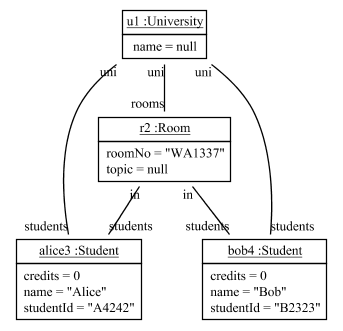 u1 :University
name = null
uni uni uni
rooms
r2 :Room
roomNo = "WA1337"
topic = null
in in
students students students students
alice3 :Student
credits = 0
name = "Alice"
studentId = "A4242"
bob4 :Student
credits = 0
name = "Bob"
studentId = "B2323"